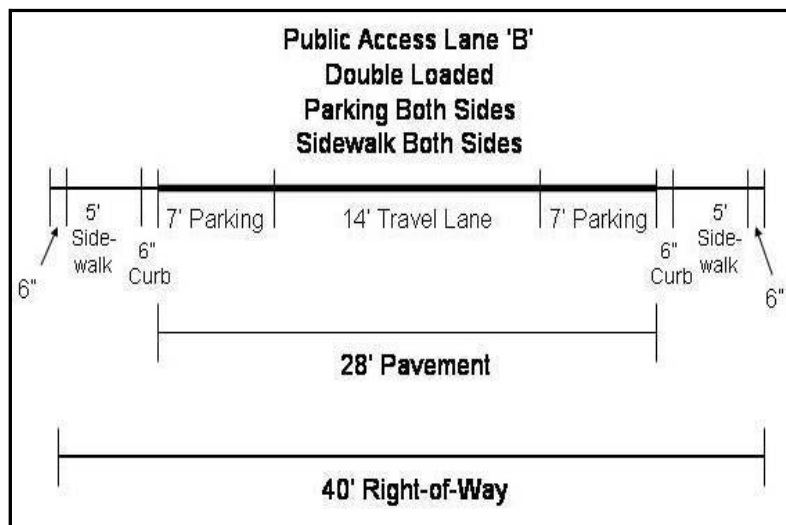 Public Access Lane 'B'
Double Loaded
Parking Both Sides
Sidewalk Both Sides
6"
5'
Side-
walk
6"
Curb
7' Parking
14' Travel Lane
7' Parking
6"
Curb
5'
Side-
walk
6"
28' Pavement
40' Right-of-Way